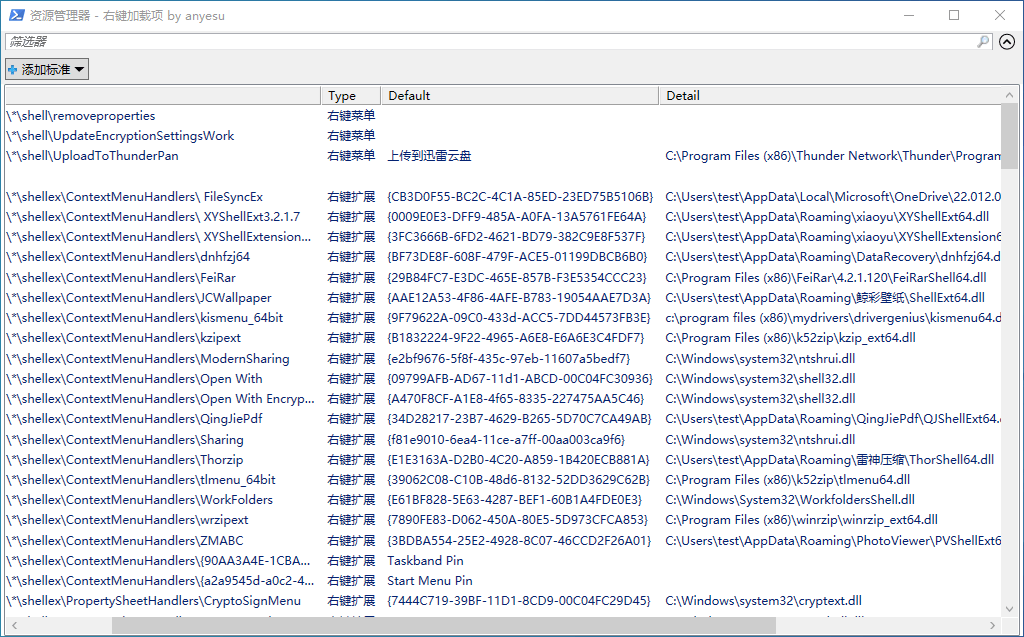 资源管理器 - 右键加载项 by anyesu
筛选器
添加标准
Type Default Detail
\*\shell\removeproperties 右键菜单
\*\shell\UpdateEncryptionSettingsWork 右键菜单
\*\shell\UploadToThunderPan 右键菜单 上传到迅雷云盘 C:\Program Files (x86)\Thunder Network\Thunder\Program
\*\shellex\ContextMenuHandlers\ FileSyncEx 右键扩展 {CB3D0F55-BC2C-4C1A-85ED-23ED75B5106B} C:\Users\test\AppData\Local\Microsoft\OneDrive\22.012.0
\*\shellex\ContextMenuHandlers\ XYShellExt3.2.1.7 右键扩展 {0009E0E3-DFF9-485A-A0FA-13A5761FE64A} C:\Users\test\AppData\Roaming\xiaoyu\XYShellExt64.dll
\*\shellex\ContextMenuHandlers\ XYShellExtension... 右键扩展 {3FC3666B-6FD2-4621-BD79-382C9E8F537F} C:\Users\test\AppData\Roaming\xiaoyu\XYShellExtension6
\*\shellex\ContextMenuHandlers\dnhfzj64 右键扩展 {BF73DE8F-608F-479F-ACE5-01199DBCB6B0} C:\Users\test\AppData\Roaming\DataRecovery\dnhfzj64.d
\*\shellex\ContextMenuHandlers\FeiRar 右键扩展 {29B84FC7-E3DC-465E-857B-F3E5354CCC23} C:\Program Files (x86)\FeiRar\4.2.1.120\FeiRarShell64.dll
\*\shellex\ContextMenuHandlers\JCWallpaper 右键扩展 {AAE12A53-4F86-4AFE-B783-19054AAE7D3A} C:\Users\test\AppData\Roaming\鲸彩壁纸\ShellExt64.dll
\*\shellex\ContextMenuHandlers\kismenu_64bit 右键扩展 {9F79622A-09C0-433d-ACC5-7DD44573FB3E} c:\program files (x86)\mydrivers\drivergenius\kismenu64.d
\*\shellex\ContextMenuHandlers\kzipext 右键扩展 {B1832224-9F22-4965-A6E8-E6A6E3C4FDF7} C:\Program Files (x86)\k52zip\kzip_ext64.dll
\*\shellex\ContextMenuHandlers\ModernSharing 右键扩展 {e2bf9676-5f8f-435c-97eb-11607a5bedf7} C:\Windows\system32\ntshrui.dll
\*\shellex\ContextMenuHandlers\Open With 右键扩展 {09799AFB-AD67-11d1-ABCD-00C04FC30936} C:\Windows\system32\shell32.dll
\*\shellex\ContextMenuHandlers\Open With Encryp... 右键扩展 {A470F8CF-A1E8-4f65-8335-227475AA5C46} C:\Windows\system32\shell32.dll
\*\shellex\ContextMenuHandlers\QingJiePdf 右键扩展 {34D28217-23B7-4629-B265-5D70C7CA49AB} C:\Users\test\AppData\Roaming\QingJiePdf\QJShellExt64.
\*\shellex\ContextMenuHandlers\Sharing 右键扩展 {f81e9010-6ea4-11ce-a7ff-00aa003ca9f6} C:\Windows\system32\ntshrui.dll
\*\shellex\ContextMenuHandlers\Thorzip 右键扩展 {E1E3163A-D2B0-4C20-A859-1B420ECB881A} C:\Users\test\AppData\Roaming\雷神压缩\ThorShell64.dll
\*\shellex\ContextMenuHandlers\tlmenu_64bit 右键扩展 {39062C08-C10B-48d6-8132-52DD3629C62B} C:\Program Files (x86)\k52zip\tlmenu64.dll
\*\shellex\ContextMenuHandlers\WorkFolders 右键扩展 {E61BF828-5E63-4287-BEF1-60B1A4FDE0E3} C:\Windows\System32\WorkfoldersShell.dll
\*\shellex\ContextMenuHandlers\wrzipext 右键扩展 {7890FE83-D062-450A-80E5-5D973CFCA853} C:\Program Files (x86)\winrzip\winrzip_ext64.dll
\*\shellex\ContextMenuHandlers\ZMABC 右键扩展 {3BDBA554-25E2-4928-8C07-46CCD2F26A01} C:\Users\test\AppData\Roaming\PhotoViewer\PVShellExt6
\*\shellex\ContextMenuHandlers\{90AA3A4E-1CBA... 右键扩展 Taskband Pin
\*\shellex\ContextMenuHandlers\{a2a9545d-a0c2-4... 右键扩展 Start Menu Pin
\*\shellex\PropertySheetHandlers\CryptoSignMenu 右键扩展 {7444C719-39BF-11D1-8CD9-00C04FC29D45} C:\Windows\system32\cryptext.dll